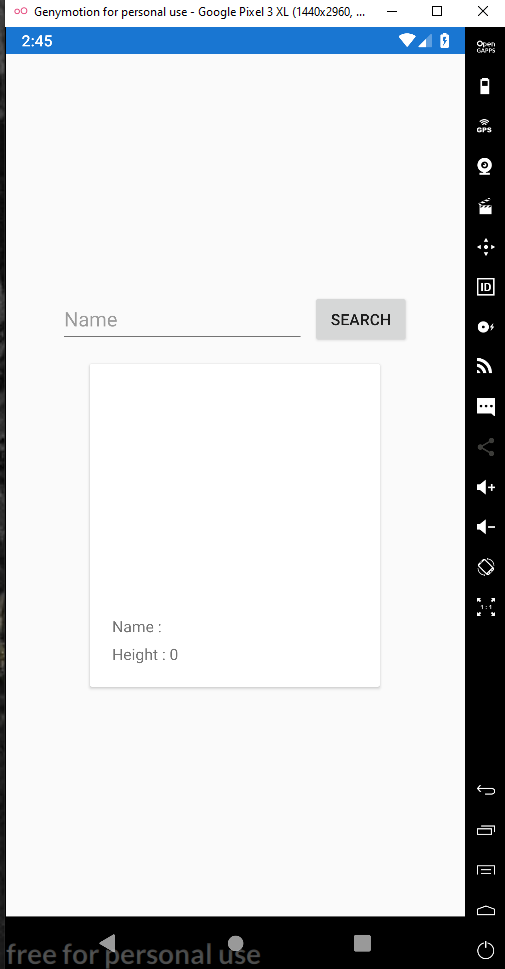 Genymotion for personal use - Google Pixel 3 XL (1440x2960, ...
2:45
Open
GAPPS
GPS
ID
Name
SEARCH
1:1
Name :
Height : 0
free for personal use